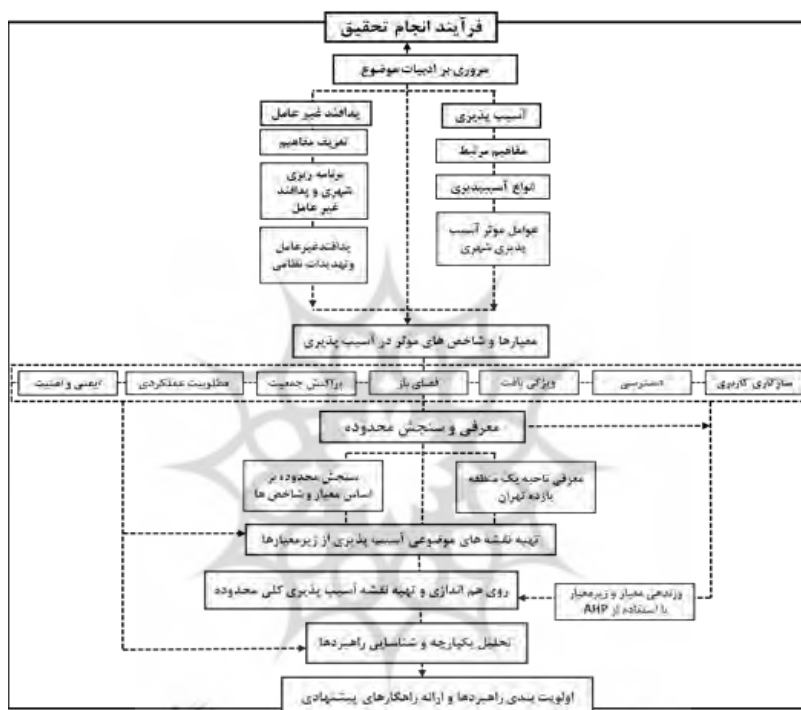 فرآیند انجام تحقیق
مروری بر ادبیات موضوع
آسیب پذیری
مفاهیم مرتبط
انواع آسیبپذیری
عوامل موثر آسیب
پذیری شهری
پدافند غیر عامل
تعریف مفاهیم
برنامه ریزی
شهری و پدافند
غیر عامل
پدافندغیرعامل
وتهدیدات نظامی
معیارها و شاخص های موثر در آسیب پذیری
سازگاری کاربری
دسترسی
ویژگی بافت
فضای باز
پراکنش جمعیت
مطلوبیت عملکردی
ایمنی و امنیت
معرفی و سنجش محدوده
معرفی ناحیه یک منطقه
یازده تهران
سنجش محدوده بر
اساس معیار و شاخص ها
تهیه نقشه های موضوعی آسیب پذیری از زیرمعیارها
روی هم اندازی و تهیه نقشه آسیب پذیری کلی محدوده
وزندهی معیار و زیرمعیار
با استفاده از AHP
تحلیل یکپارچه و شناسایی راهبردها
اولویت بندی راهبردها و ارائه راهکارهای پیشنهادی